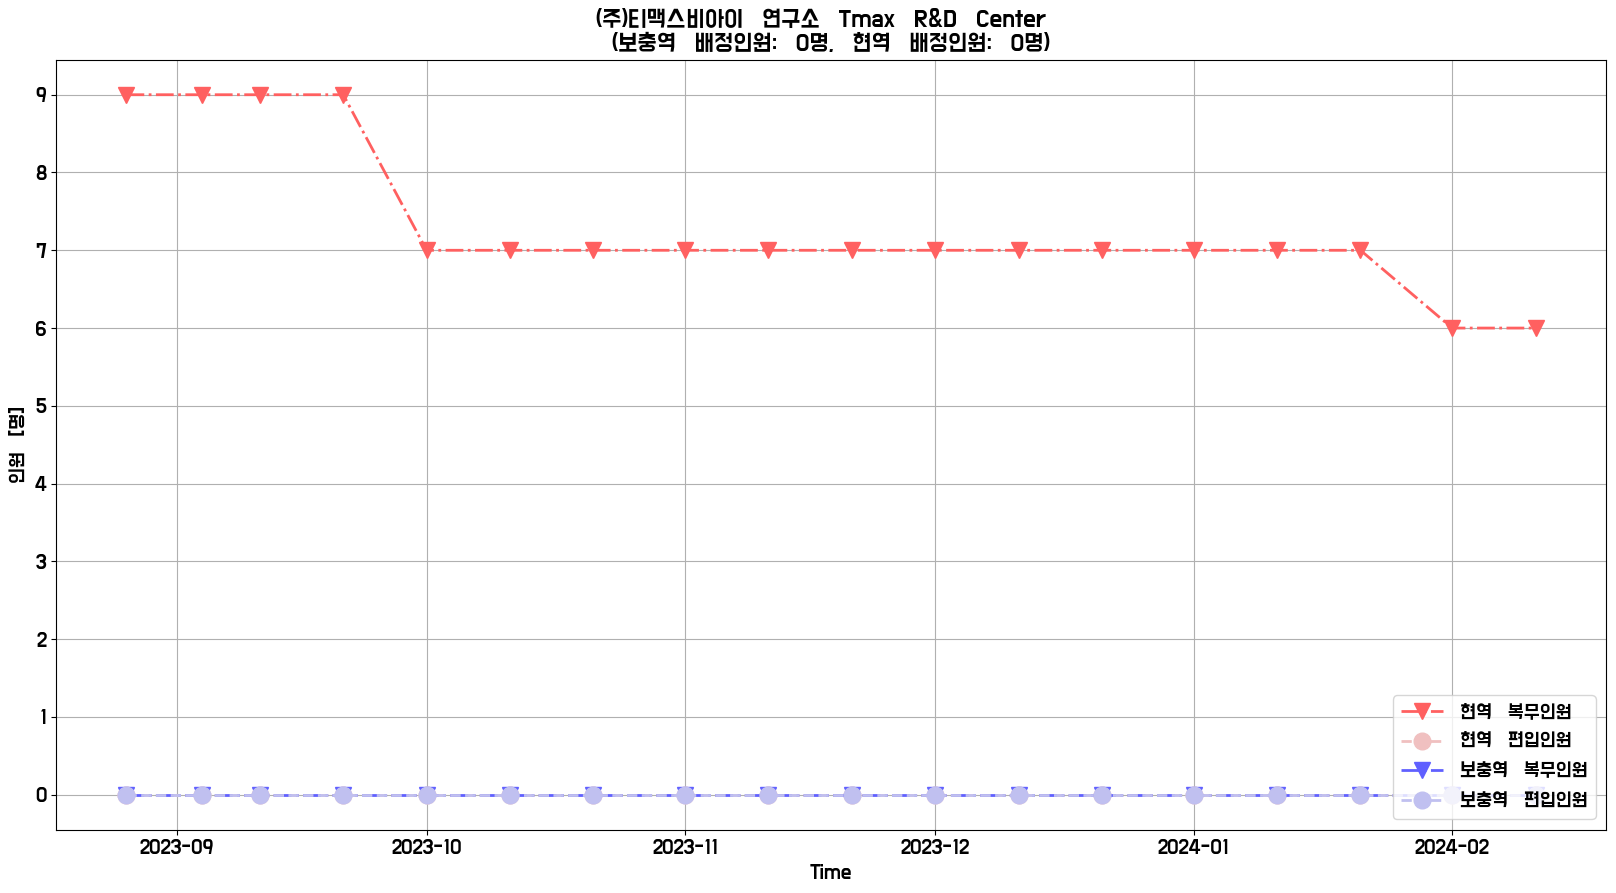 (주)티맥스비아이 연구소 Tmax R&D Center
(보충역 배정인원: 0명, 현역 배정인원: 0명)
9
8
7
6
5
4
3
2
1
0
인원 [명]
현역 복무인원
현역 편입인원
보충역 복무인원
보충역 편입인원
2023-09 2023-10 2023-11 2023-12 2024-01 2024-02
Time